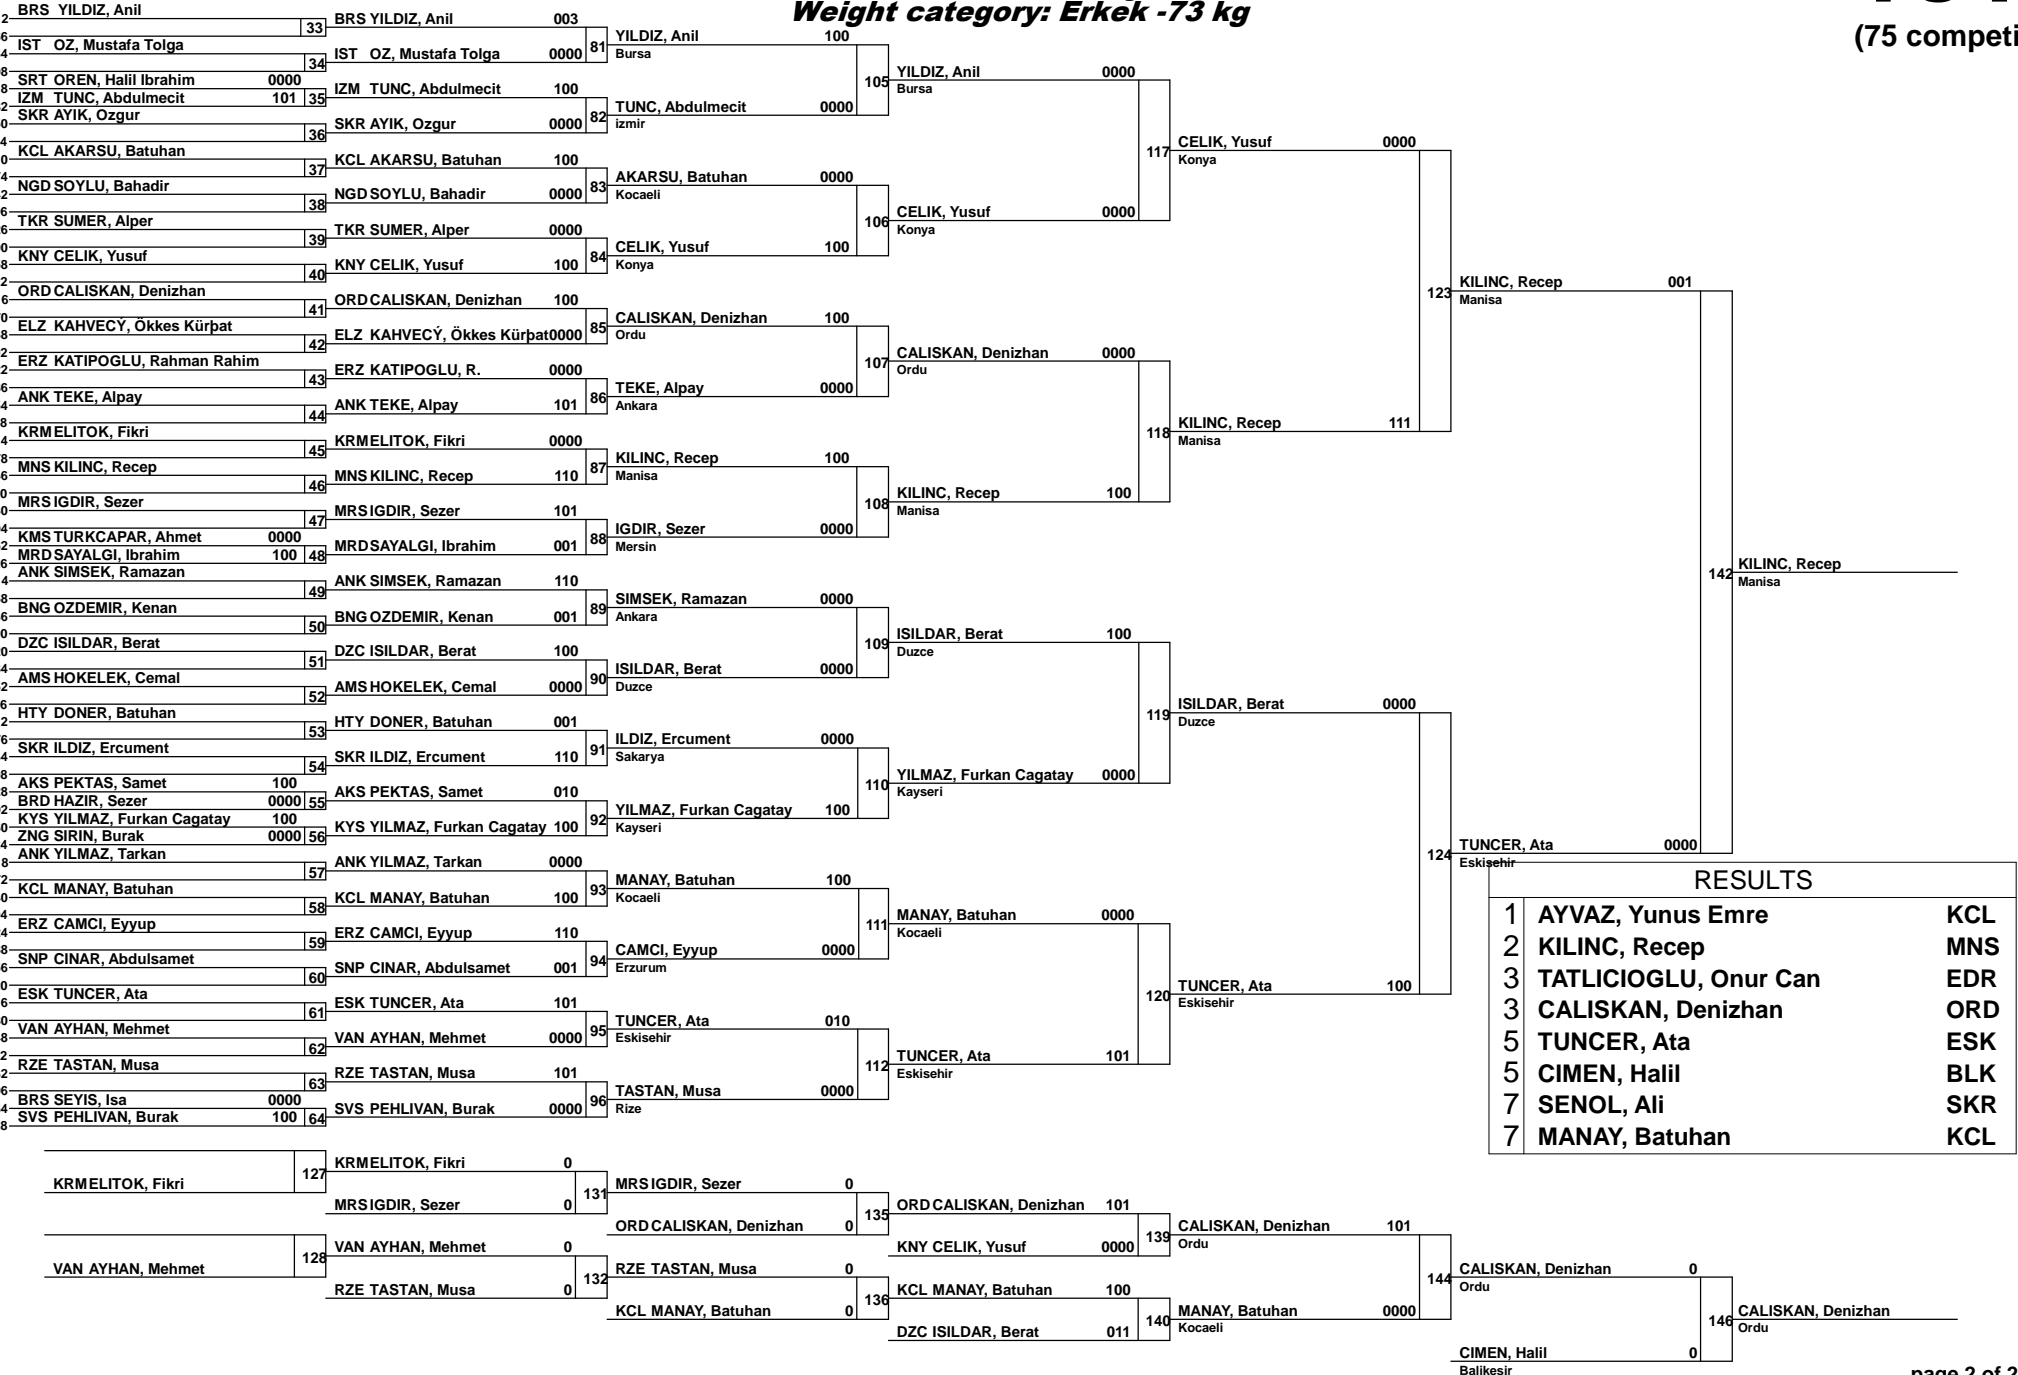 Weight category: Erkek -73 kg
(75 competi
BRS YILDIZ, Anil
33
IST OZ, Mustafa Tolga
34
SRT OREN, Halil Ibrahim 0000
IZM TUNC, Abdulmecit 101 35
SKR AYIK, Ozgur
36
KCL AKARSU, Batuhan
37
NGD SOYLU, Bahadir
38
TKR SUMER, Alper
39
KNY CELIK, Yusuf
40
ORD CALISKAN, Denizhan
41
ELZ KAHVECÝ, Ökkes Kürþat
42
ERZ KATIPOGLU, Rahman Rahim
43
ANK TEKE, Alpay
44
KRM ELITOK, Fikri
45
MNS KILINC, Recep
46
MRS IGDIR, Sezer
47
KMS TURKCAPAR, Ahmet 0000
MRD SAYALGI, Ibrahim 100 48
ANK SIMSEK, Ramazan
49
BNG OZDEMIR, Kenan
50
DZC ISILDAR, Berat
51
AMS HOKELEK, Cemal
52
HTY DONER, Batuhan
53
SKR ILDIZ, Ercument
54
AKS PEKTAS, Samet 100
BRD HAZIR, Sezer 0000 55
KYS YILMAZ, Furkan Cagatay 100
ZNG SIRIN, Burak 0000 56
ANK YILMAZ, Tarkan
57
KCL MANAY, Batuhan
58
ERZ CAMCI, Eyyup
59
SNP CINAR, Abdulsamet
60
ESK TUNCER, Ata
61
VAN AYHAN, Mehmet
62
RZE TASTAN, Musa
63
BRS SEYIS, Isa 0000
SVS PEHLIVAN, Burak 100 64
BRS YILDIZ, Anil 003
81
IST OZ, Mustafa Tolga 0000
IZM TUNC, Abdulmecit 100
82
SKR AYIK, Ozgur 0000
KCL AKARSU, Batuhan 100
83
NGD SOYLU, Bahadir 0000
TKR SUMER, Alper 0000
84
KNY CELIK, Yusuf 100
ORD CALISKAN, Denizhan 100
85
ELZ KAHVECÝ, Ökkes Kürþat 0000
ERZ KATIPOGLU, R. 0000
86
ANK TEKE, Alpay 101
KRM ELITOK, Fikri 0000
87
MNS KILINC, Recep 110
MRS IGDIR, Sezer 101
88
MRD SAYALGI, Ibrahim 001
ANK SIMSEK, Ramazan 110
89
BNG OZDEMIR, Kenan 001
DZC ISILDAR, Berat 100
90
AMS HOKELEK, Cemal 0000
HTY DONER, Batuhan 001
91
SKR ILDIZ, Ercument 110
AKS PEKTAS, Samet 010
92
KYS YILMAZ, Furkan Cagatay 100
ANK YILMAZ, Tarkan 0000
93
KCL MANAY, Batuhan 100
ERZ CAMCI, Eyyup 110
94
SNP CINAR, Abdulsamet 001
ESK TUNCER, Ata 101
95
VAN AYHAN, Mehmet 0000
RZE TASTAN, Musa 101
96
SVS PEHLIVAN, Burak 0000
YILDIZ, Anil 100
Bursa
105
TUNC, Abdulmecit 0000
izmir
AKARSU, Batuhan 0000
Kocaeli
106
CELIK, Yusuf 100
Konya
CALISKAN, Denizhan 100
Ordu
107
TEKE, Alpay 0000
Ankara
KILINC, Recep 100
Manisa
108
IGDIR, Sezer 0000
Mersin
SIMSEK, Ramazan 0000
Ankara
109
ISILDAR, Berat 0000
Duzce
ILDIZ, Ercument 0000
Sakarya
110
YILMAZ, Furkan Cagatay 100
Kayseri
MANAY, Batuhan 100
Kocaeli
111
CAMCI, Eyyup 0000
Erzurum
TUNCER, Ata 010
Eskisehir
112
TASTAN, Musa 0000
Rize
YILDIZ, Anil 0000
Bursa
117
CELIK, Yusuf 0000
Konya
CALISKAN, Denizhan 0000
Ordu
118
KILINC, Recep 100
Manisa
ISILDAR, Berat 100
Duzce
119
YILMAZ, Furkan Cagatay 0000
Kayseri
MANAY, Batuhan 0000
Kocaeli
120
TUNCER, Ata 101
Eskisehir
CELIK, Yusuf 0000
Konya
123
KILINC, Recep 111
Manisa
ISILDAR, Berat 0000
Duzce
124
TUNCER, Ata 100
Eskisehir
KILINC, Recep 001
Manisa
142
TUNCER, Ata 0000
Eskisehir
KILINC, Recep
Manisa
RESULTS
1 AYVAZ, Yunus Emre KCL
2 KILINC, Recep MNS
3 TATLICIOGLU, Onur Can EDR
3 CALISKAN, Denizhan ORD
5 TUNCER, Ata ESK
5 CIMEN, Halil BLK
7 SENOL, Ali SKR
7 MANAY, Batuhan KCL
127
KRM ELITOK, Fikri
128
VAN AYHAN, Mehmet
KRM ELITOK, Fikri 0
131
MRS IGDIR, Sezer 0
VAN AYHAN, Mehmet 0
132
RZE TASTAN, Musa 0
MRS IGDIR, Sezer 0
135
ORD CALISKAN, Denizhan 0
RZE TASTAN, Musa 0
136
KCL MANAY, Batuhan 0
ORD CALISKAN, Denizhan 101
139
KNY CELIK, Yusuf 0000
KCL MANAY, Batuhan 100
140
DZC ISILDAR, Berat 011
CALISKAN, Denizhan 101
Ordu
144
MANAY, Batuhan 0000
Kocaeli
CALISKAN, Denizhan 0
Ordu
146
CIMEN, Halil 0
Balikesir
CALISKAN, Denizhan
Ordu
page 2 of 2